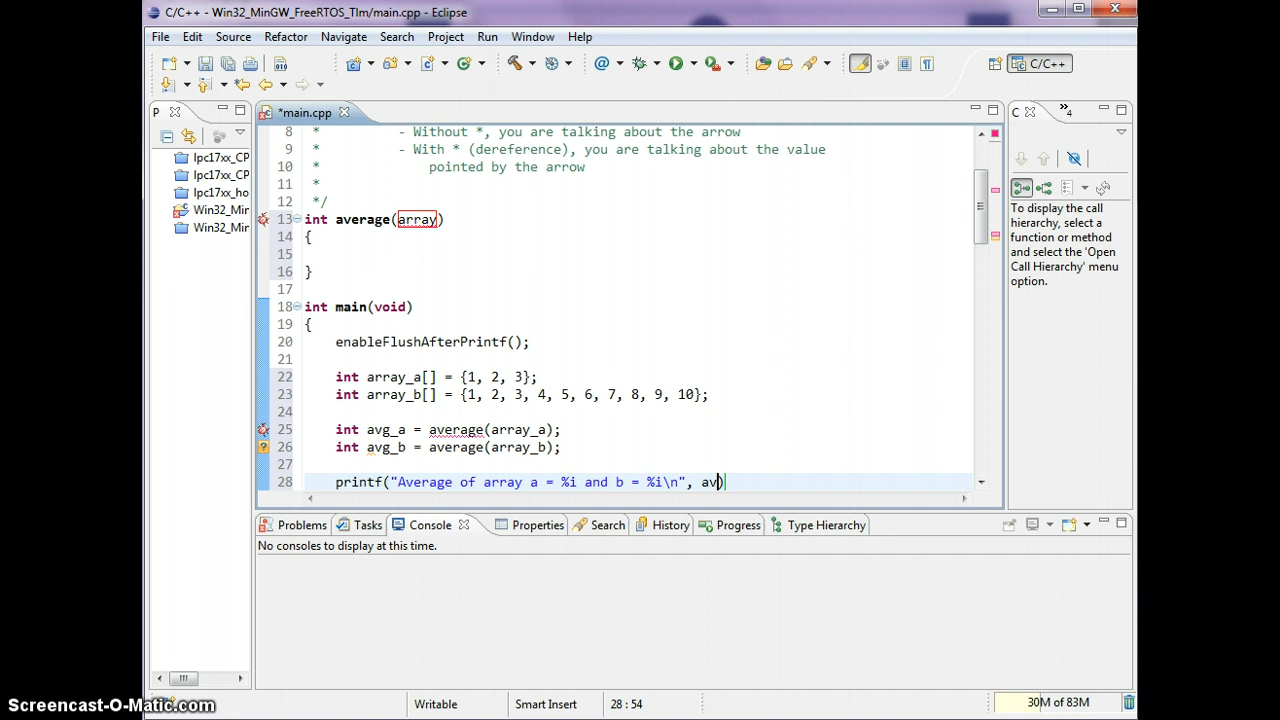 C/C++ - Win32_MinGW_FreeRTOS_Tlm/main.cpp - Eclipse
File Edit Source Refactor Navigate Search Project Run Window Help
C/C++
P
*main.cpp
C
4
lpc17xx_CP
lpc17xx_CP
lpc17xx_ho
Win32_Min
Win32_Min
8 * - Without *, you are talking about the arrow
9 * - With * (dereference), you are talking about the value
10 * pointed by the arrow
11 *
12 */
13 int average(array)
14 {
15
16 }
17
18 int main(void)
19 {
20 enableFlushAfterPrintf();
21
22 int array_a[] = {1, 2, 3};
23 int array_b[] = {1, 2, 3, 4, 5, 6, 7, 8, 9, 10};
24
25 int avg_a = average(array_a);
26 int avg_b = average(array_b);
27
28 printf("Average of array a = %i and b = %i\n", av)
To display the call
hierarchy, select a
function or method
and select the 'Open
Call Hierarchy' menu
option.
Problems Tasks Console Properties Search History Progress Type Hierarchy
No consoles to display at this time.
Writable Smart Insert 28 : 54 30M of 83M
Screencast-O-Matic.com